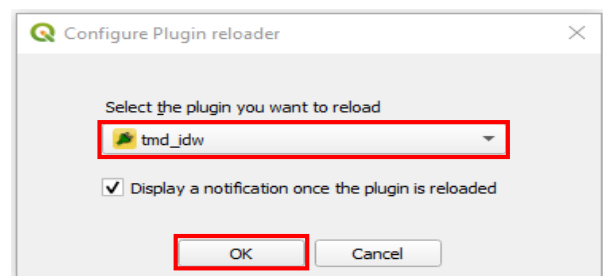 Configure Plugin reloader
Select the plugin you want to reload
tmd_idw
Display a notification once the plugin is reloaded
OK Cancel